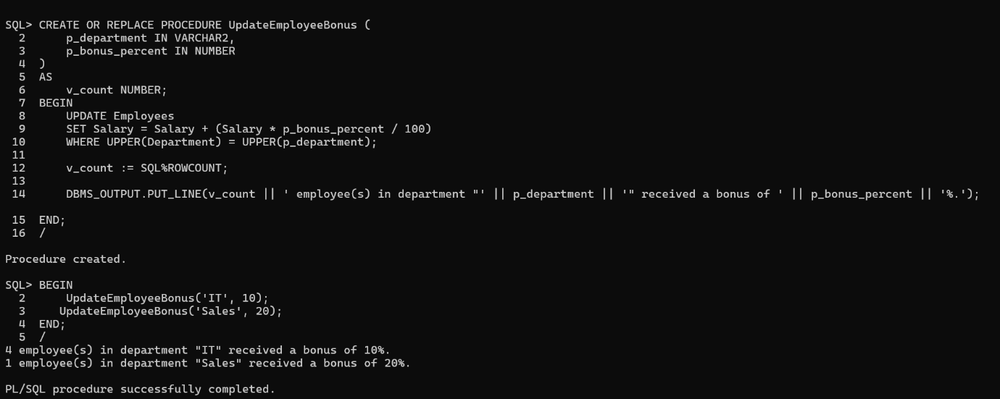 SQL> CREATE OR REPLACE PROCEDURE UpdateEmployeeBonus (
  2      p_department IN VARCHAR2,
  3      p_bonus_percent IN NUMBER
  4  )
  5  AS
  6      v_count NUMBER;
  7  BEGIN
  8      UPDATE Employees
  9      SET Salary = Salary + (Salary * p_bonus_percent / 100)
 10      WHERE UPPER(Department) = UPPER(p_department);
 11
 12      v_count := SQL%ROWCOUNT;
 13
 14      DBMS_OUTPUT.PUT_LINE(v_count || ' employee(s) in department "' || p_department || '" received a bonus of ' || p_bonus_percent || '%.');
 15  END;
 16  /
Procedure created.
SQL> BEGIN
  2      UpdateEmployeeBonus('IT', 10);
  3     UpdateEmployeeBonus('Sales', 20);
  4  END;
  5  /
4 employee(s) in department "IT" received a bonus of 10%.
1 employee(s) in department "Sales" received a bonus of 20%.
PL/SQL procedure successfully completed.